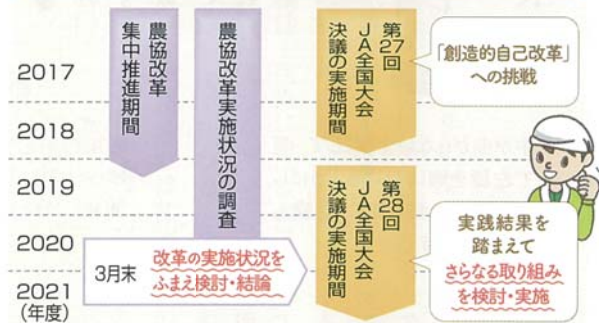 2017
2018
2019
2020
2021
(年度)
農協改革
集中推進期間
農協改革実施状況の調査
3月末
改革の実施状況を
ふまえ検討・結論
第27回
JA全国大会
決議の実施期間
第28回
JA全国大会
決議の実施期間
「創造的自己改革」
への挑戦
実践結果を
踏まえて
さらなる取り組み
を検討・実施